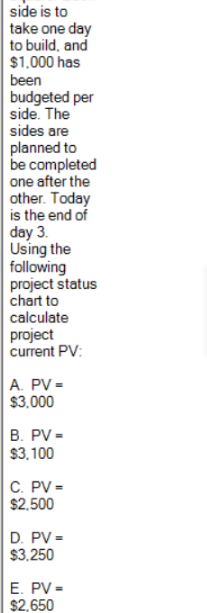 side is to
take one day
to build, and
$1,000 has
been
budgeted per
side. The
sides are
planned to
be completed
one after the
other. Today
is the end of
day 3.
Using the
following
project status
chart to
calculate
project
current PV:
A. PV =
$3,000
B. PV =
$3,100
C. PV =
$2,500
D. PV =
$3,250
E. PV =
$2,650